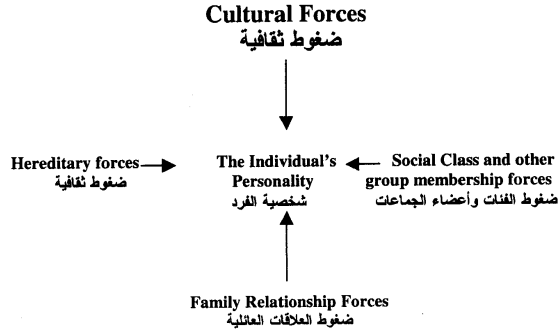 Cultural Forces
ضغوط ثقافية
Hereditary forces
ضغوط ثقافية
The Individual's
Personality
شخصية الفرد
Social Class and other
group membership forces
ضغوط الفئات وأعضاء الجماعات
Family Relationship Forces
ضغوط العلاقات العائلية